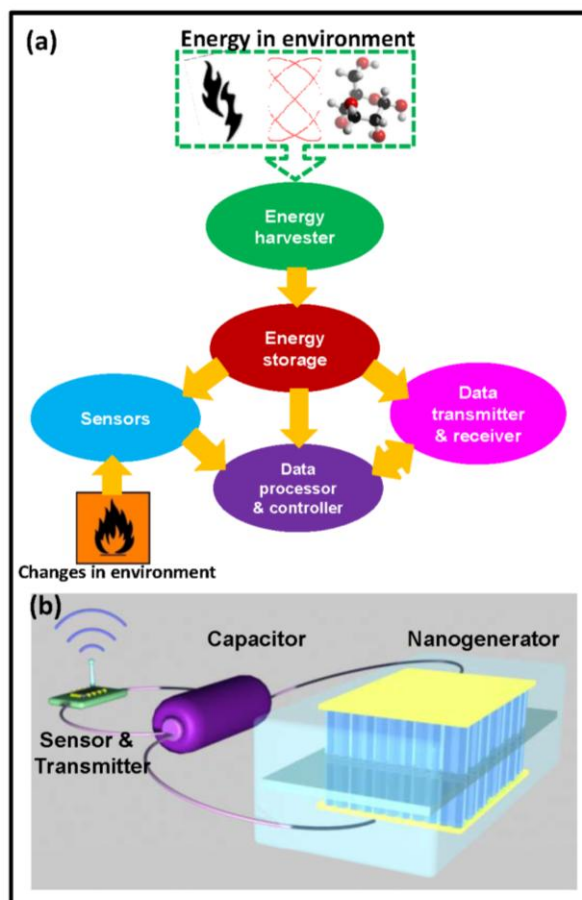 (a)
Energy in environment
Energy
harvester
Energy
storage
Sensors
Data
transmitter
& receiver
Data
processor
& controller
Changes in environment
(b)
Capacitor
Nanogenerator
Sensor &
Transmitter